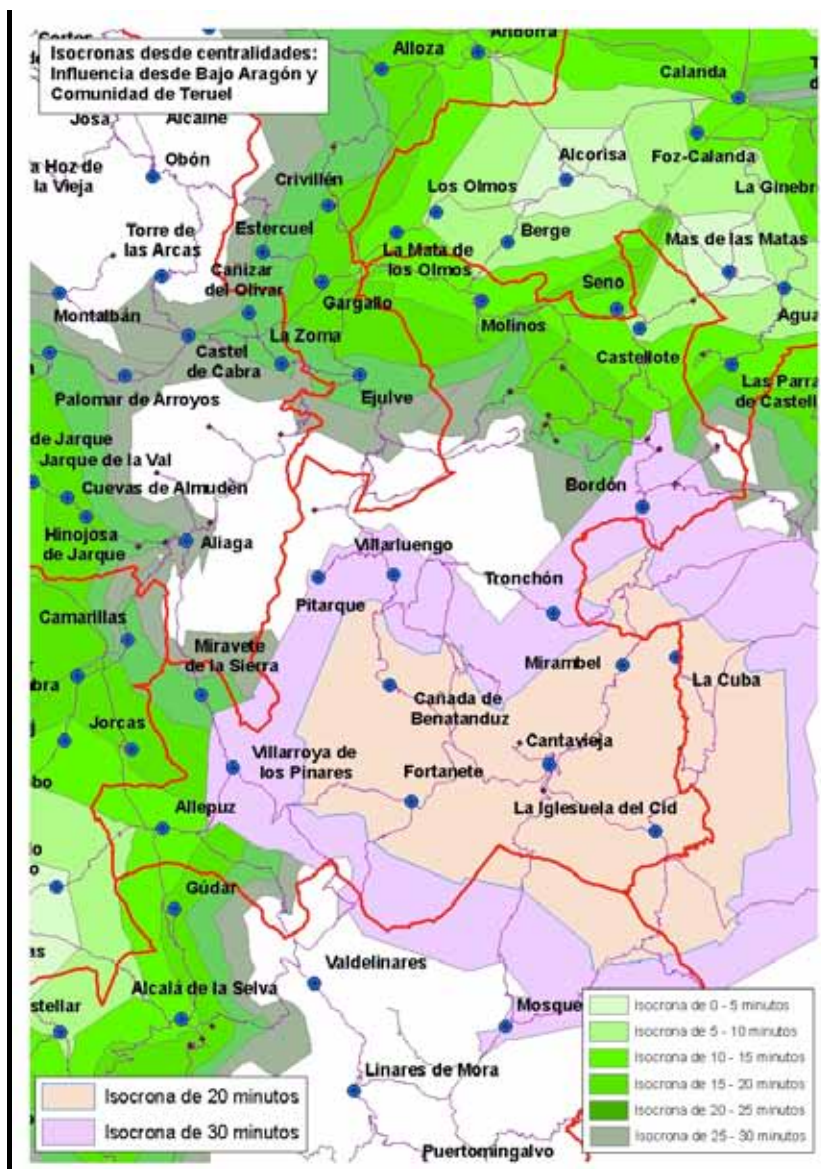 Isocronas desde centralidades:
Influencia desde Bajo Aragón y
Comunidad de Teruel
Alloza
Andorra
Calanda
Josa
Alcaine
Obón
Hoz de
la Vieja
Crivillén
Los Olmos
Alcorisa
Foz-Calanda
La Ginebr
Torre de
las Arcas
Estercuel
Berge
Mas de las Matas
La Mata de
los Olmos
Cañizar
del Olivar
Gargallo
Seno
Montalbán
Molinos
Agua
La Zoma
Castel
de Cabra
Castellote
Palomar de Arroyos
Ejulve
Las Parra
de Castell
de Jarque
Jarque de la Val
Cuevas de Almudén
Bordón
Hinojosa
de Jarque
Aliaga
Villarluengo
Tronchón
Pitarque
Camarillas
Miravete
de la Sierra
Mirambel
La Cuba
bra
Cañada de
Benatanduz
Jorcas
Cantavieja
Villarroya de
los Pinares
Fortanete
La Iglesuela del Cid
Allepuz
Gúdar
Valdelinares
Alcalá de la Selva
stellar
Mosque
Linares de Mora
Puertomingalvo
Isocrona de 20 minutos
Isocrona de 30 minutos
Isocrona de 0 - 5 minutos
Isocrona de 5 - 10 minutos
Isocrona de 10 - 15 minutos
Isocrona de 15 - 20 minutos
Isocrona de 20 - 25 minutos
Isocrona de 25 - 30 minutos